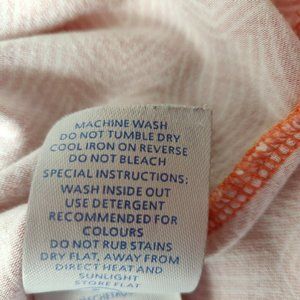 MACHINE WASH
DO NOT TUMBLE DRY
COOL IRON ON REVERSE
DO NOT BLEACH
SPECIAL INSTRUCTIONS:
WASH INSIDE OUT
USE DETERGENT
RECOMMENDED FOR
COLOURS
DO NOT RUB STAINS
DRY FLAT, AWAY FROM
DIRECT HEAT AND
SUNLIGHT
STORE FLAT